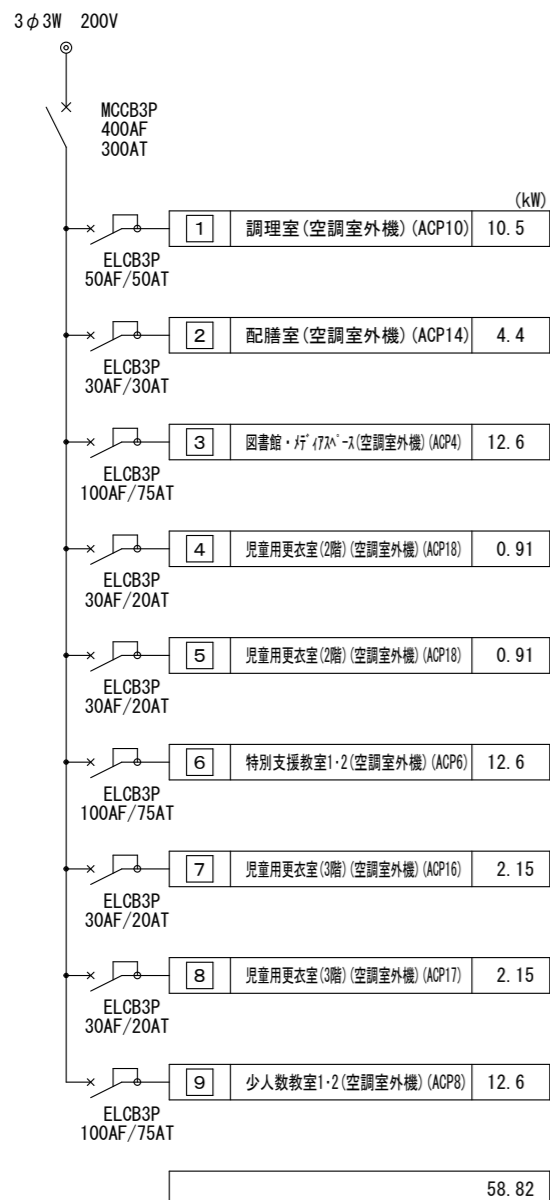 3φ3W 200V
MCCB3P
400AF
300AT
(kW)
1 調理室(空調室外機)(ACP10) 10.5
ELCB3P
50AF/50AT
2 配膳室(空調室外機)(ACP14) 4.4
ELCB3P
30AF/30AT
3 図書館・ﾒﾃﾞｨｱｽﾍﾟｰｽ(空調室外機)(ACP4) 12.6
ELCB3P
100AF/75AT
4 児童用更衣室(2階)(空調室外機)(ACP18) 0.91
ELCB3P
30AF/20AT
5 児童用更衣室(2階)(空調室外機)(ACP18) 0.91
ELCB3P
30AF/20AT
6 特別支援教室1・2(空調室外機)(ACP6) 12.6
ELCB3P
100AF/75AT
7 児童用更衣室(3階)(空調室外機)(ACP16) 2.15
ELCB3P
30AF/20AT
8 児童用更衣室(3階)(空調室外機)(ACP17) 2.15
ELCB3P
30AF/20AT
9 少人数教室1・2(空調室外機)(ACP8) 12.6
ELCB3P
100AF/75AT
58.82